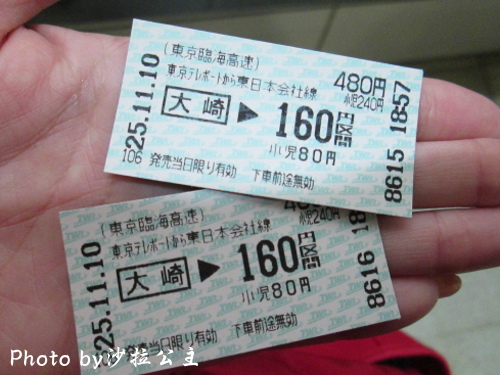 (東京臨海高速)
東京テレポートから東日本会社線
480円
小児240円
大崎 ▶ 160円区間
小児80円
106 発売当日限り有効 下車前途無効
25.11.10
8615 18:57
(東京臨海高速)
東京テレポートから東日本会社線
小児240円
大崎 ▶ 160円区間
小児80円
発売当日限り有効 下車前途無効
25.11.10
8616 18
Photo by沙拉公主